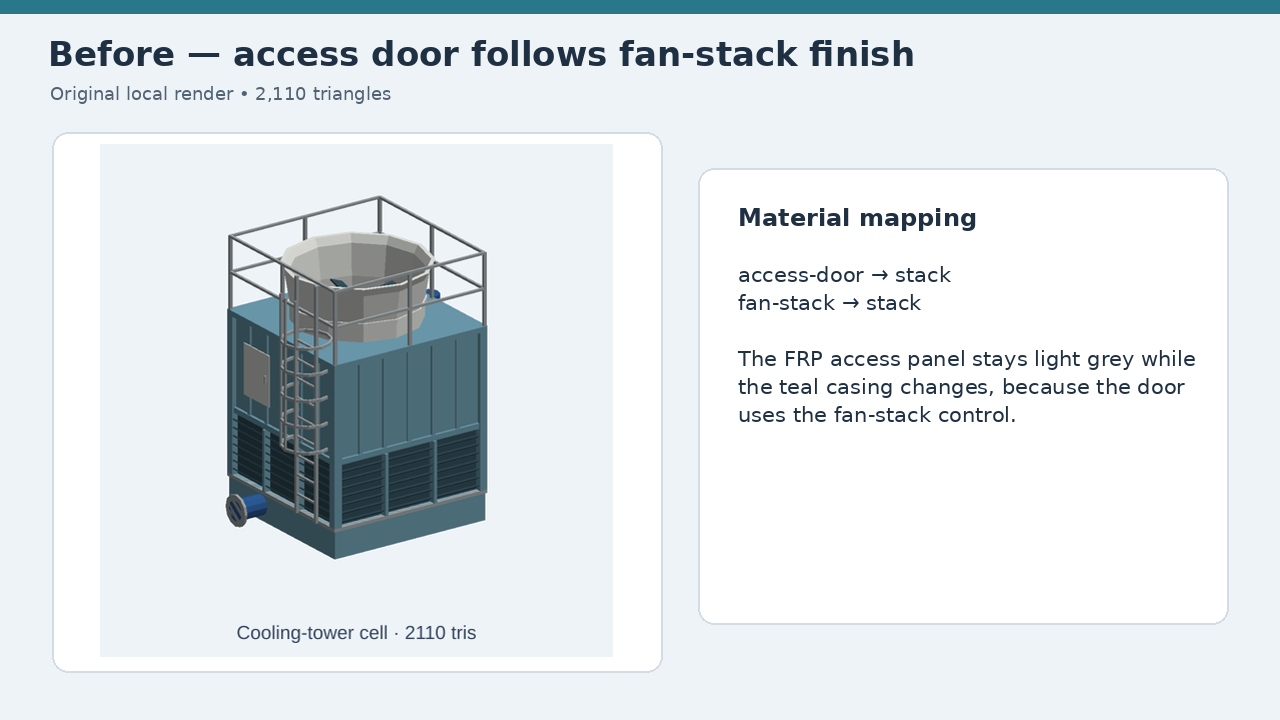 Before — access door follows fan-stack finish
Original local render • 2,110 triangles
Cooling-tower cell · 2110 tris
Material mapping
access-door → stack
fan-stack → stack
The FRP access panel stays light grey while
the teal casing changes, because the door
uses the fan-stack control.